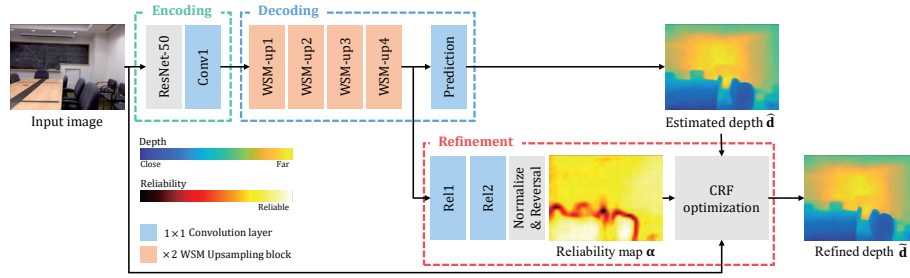 Encoding
Decoding
ResNet-50
Conv1
WSM-up1
WSM-up2
WSM-up3
WSM-up4
Prediction
Input image
Estimated depth d̂
Depth
Close
Far
Reliability
Reliable
1×1 Convolution layer
×2 WSM Upsampling block
Refinement
Rel1
Rel2
Normalize
& Reversal
Reliability map α
CRF
optimization
Refined depth d̃